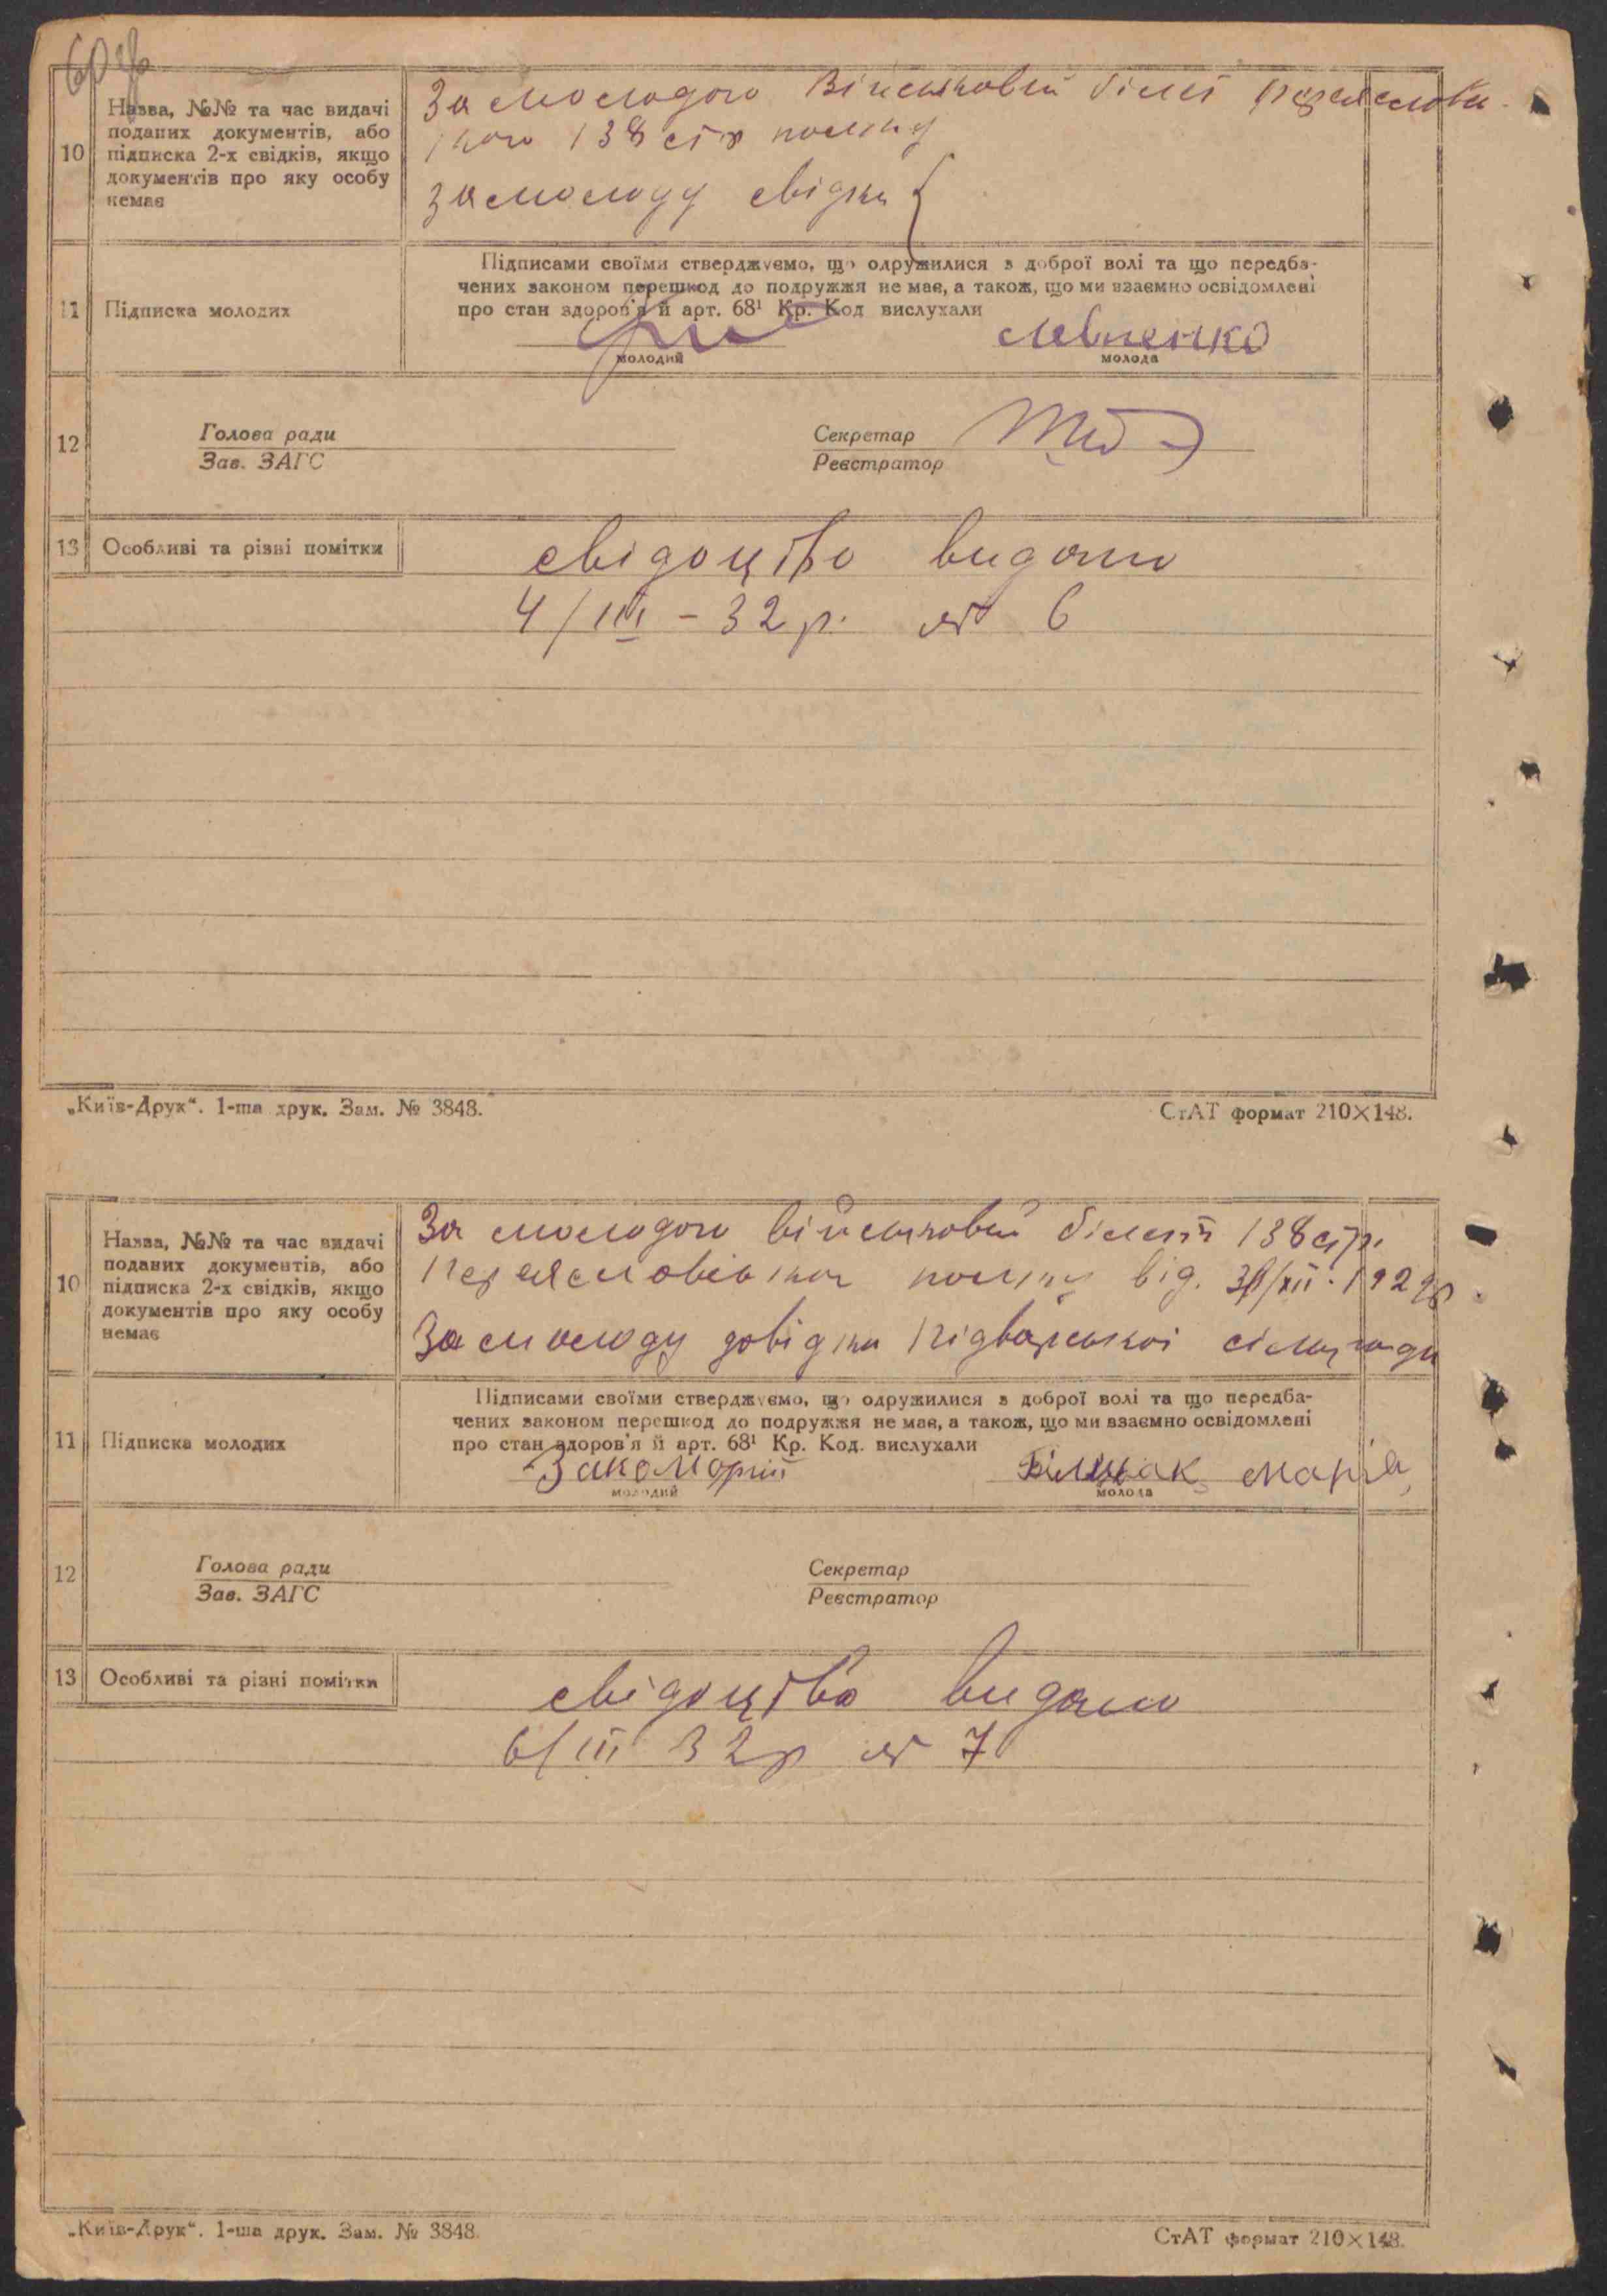 10
Назва, №№ та час видачі
поданих документів, або
підписка 2-х свідків, якщо
документів про яку особу
немає
За молодого Військовий білет Переяслові-
кого 138 стр полку
за молоду свідки {
11
Підписка молодих
Підписами своїми стверджуємо, що одружилися з доброї волі та що передба-
чених законом перешкод до подружжя не має, а також, що ми взаємно освідомлені
про стан здоров'я й арт. 68¹ Кр. Код вислухали
молодий
Левченко
молода
12
Голова ради
Зав. ЗАГС
Секретар
Реєстратор
13
Особливі та різні помітки
свідоцтво видано
4/III - 32 р. № 6
„Київ-Друк“. 1-ша друк. Зам. № 3848.
СтАТ формат 210×148.
10
Назва, №№ та час видачі
поданих документів, або
підписка 2-х свідків, якщо
документів про яку особу
немає
За молодого військовий білет 138 стр.
полку від.
За молоду довідка Підварської сільради
11
Підписка молодих
Підписами своїми стверджуємо, що одружилися з доброї волі та що передба-
чених законом перешкод до подружжя не має, а також, що ми взаємно освідомлені
про стан здоров'я й арт. 68¹ Кр. Код. вислухали
Закоморний
молодий
Марія
молода
12
Голова ради
Зав. ЗАГС
Секретар
Реєстратор
13
Особливі та різні помітки
свідоцтво видано
6/III 32 р № 7
„Київ-Друк“. 1-ша друк. Зам. № 3848.
СтАТ формат 210×148.